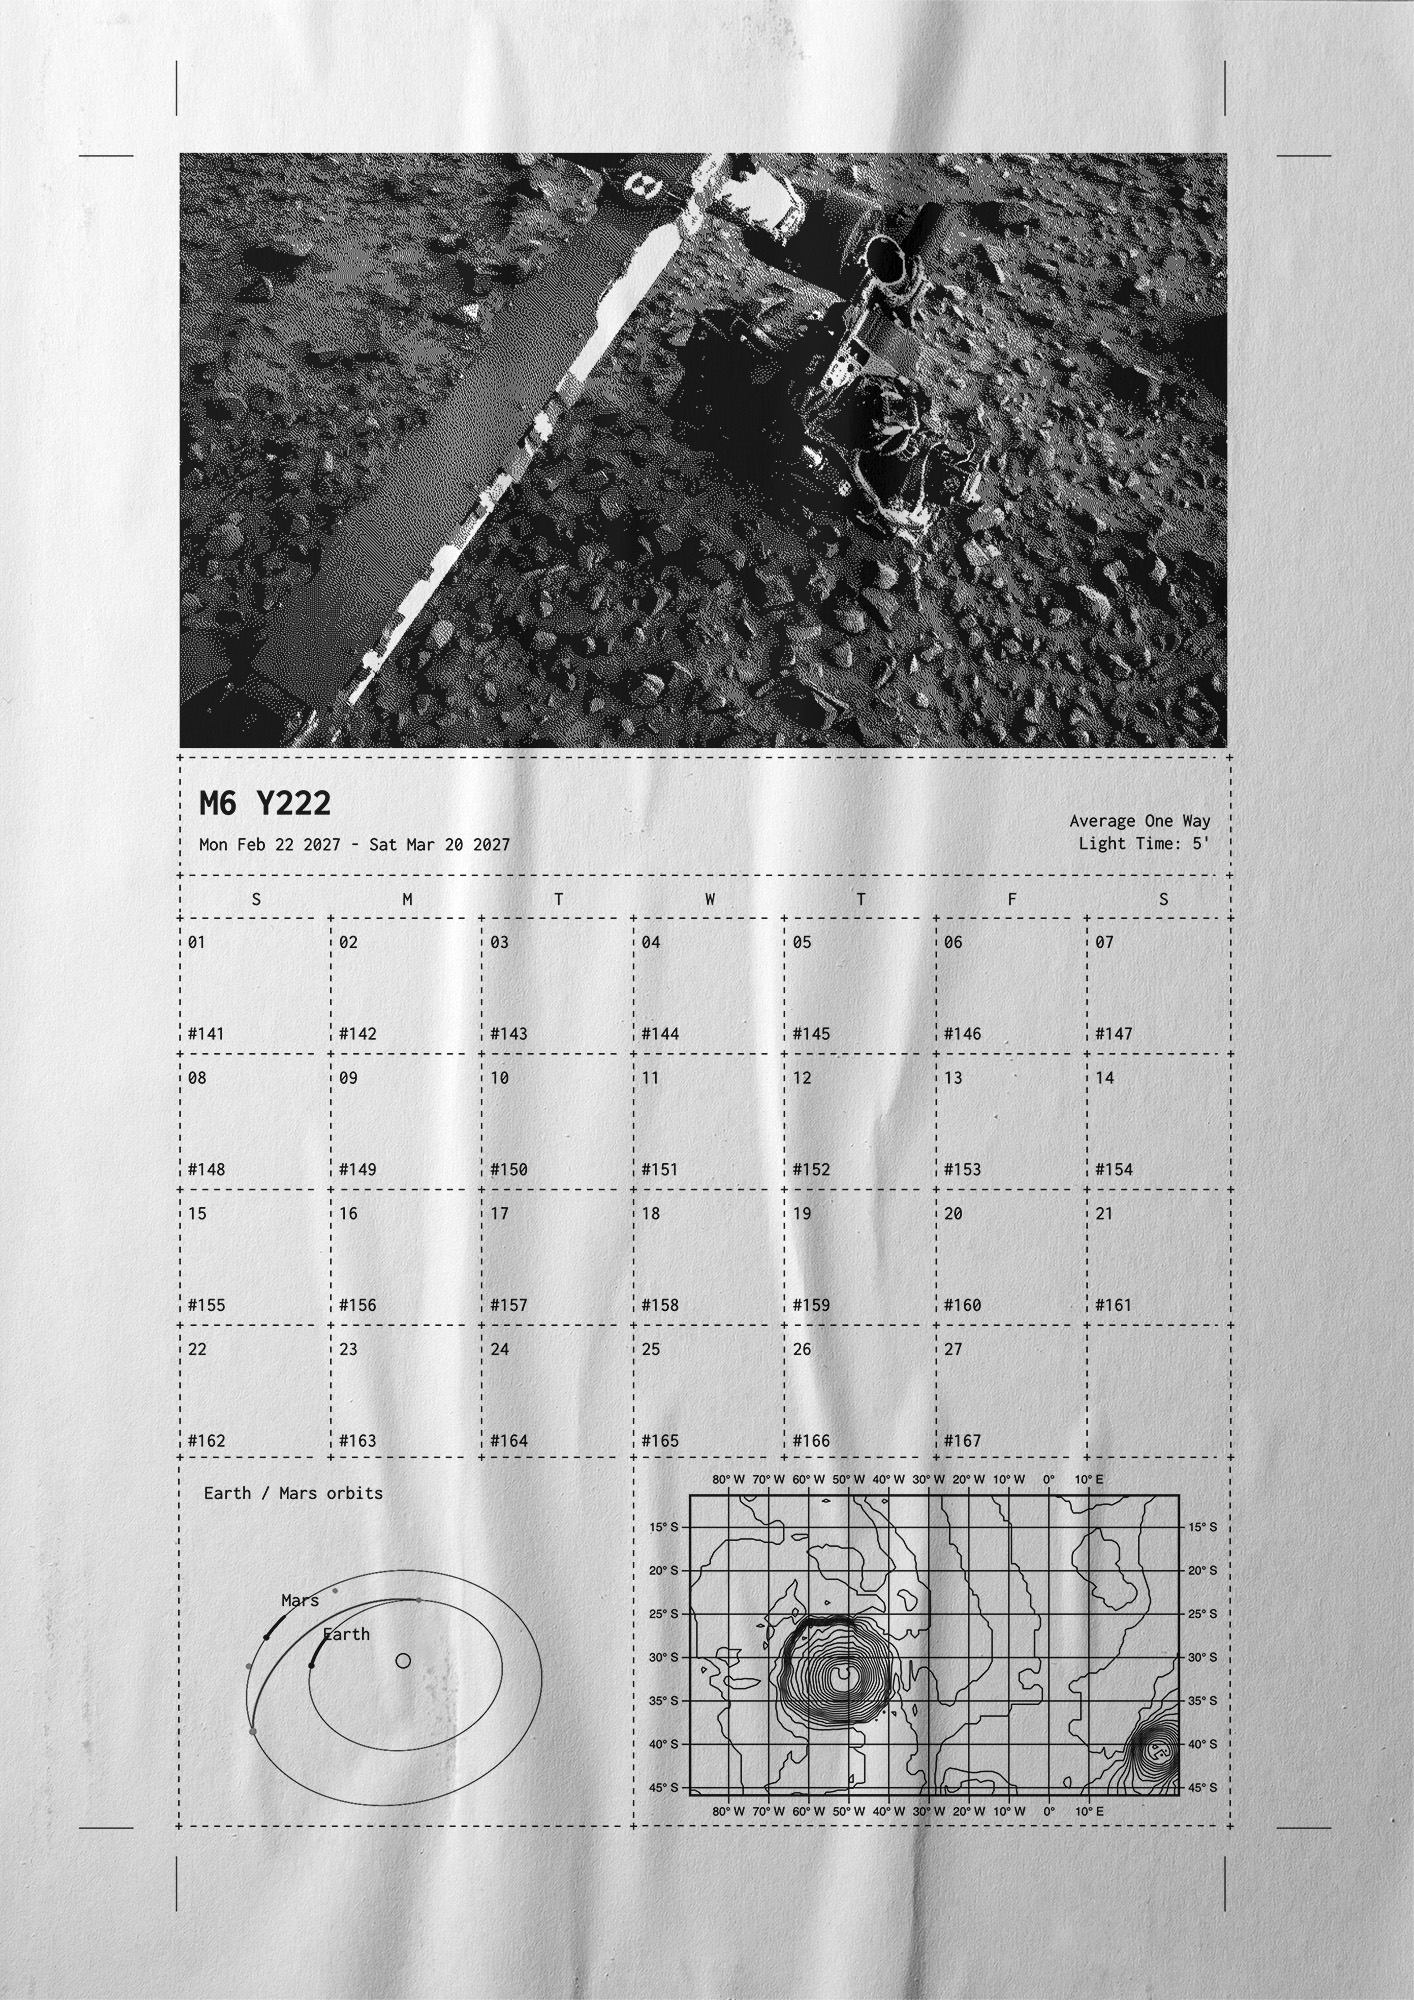 M6 Y222
Mon Feb 22 2027 - Sat Mar 20 2027
Average One Way
Light Time: 5'
S M T W T F S
01 02 03 04 05 06 07
#141 #142 #143 #144 #145 #146 #147
08 09 10 11 12 13 14
#148 #149 #150 #151 #152 #153 #154
15 16 17 18 19 20 21
#155 #156 #157 #158 #159 #160 #161
22 23 24 25 26 27
#162 #163 #164 #165 #166 #167
Earth / Mars orbits
Mars
Earth
80° W 70° W 60° W 50° W 40° W 30° W 20° W 10° W 0° 10° E
15° S 15° S
20° S 20° S
25° S 25° S
30° S 30° S
35° S 35° S
40° S 40° S
45° S 45° S
80° W 70° W 60° W 50° W 40° W 30° W 20° W 10° W 0° 10° E